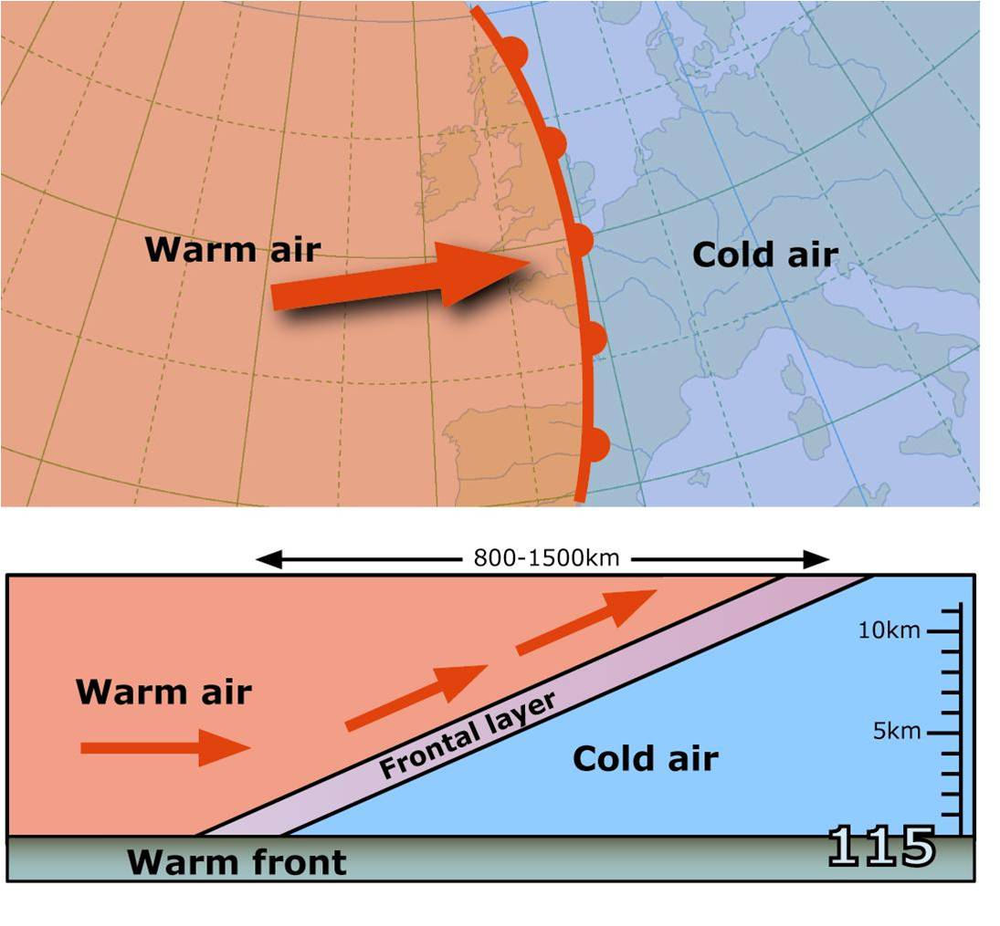 Warm air
Cold air
800-1500km
10km
Warm air
5km
Frontal layer
Cold air
115
Warm front